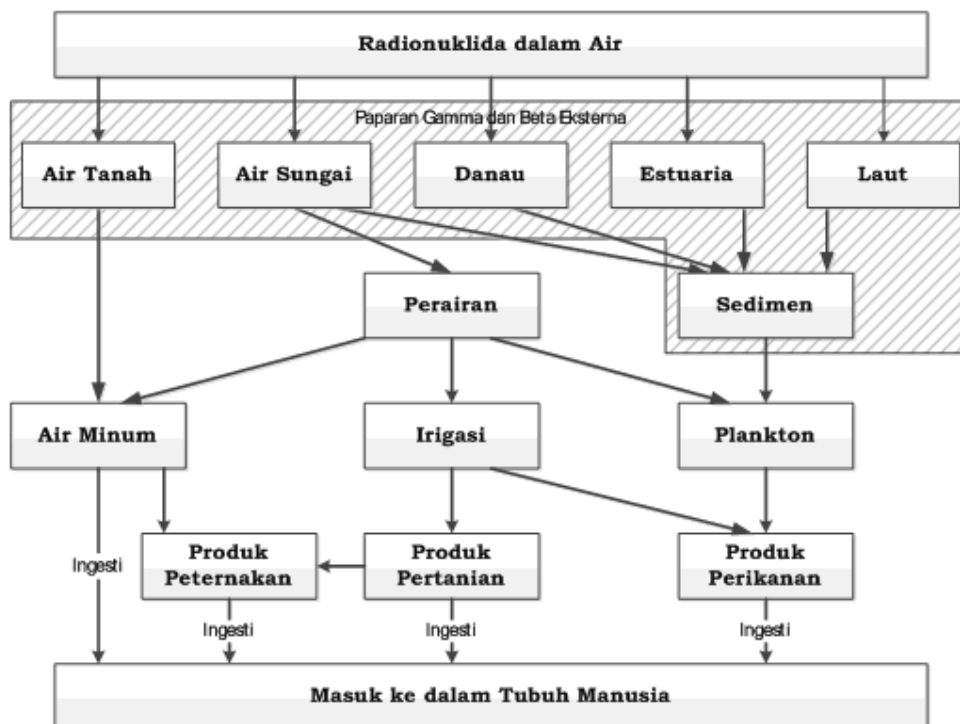 Radionuklida dalam Air
Paparan Gamma dan Beta Eksterna
Air Tanah
Air Sungai
Danau
Estuaria
Laut
Perairan
Sedimen
Air Minum
Irigasi
Plankton
Ingesti
Produk
Peternakan
Produk
Pertanian
Produk
Perikanan
Ingesti
Ingesti
Ingesti
Masuk ke dalam Tubuh Manusia